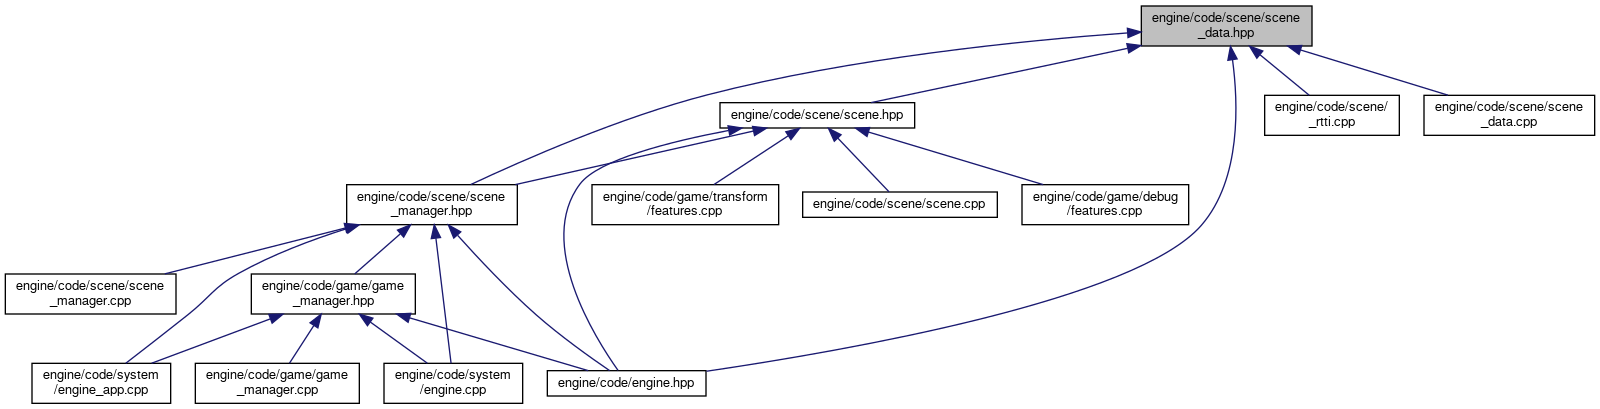 engine/code/scene/scene
_data.hpp
engine/code/scene/scene.hpp
engine/code/scene/
_rtti.cpp
engine/code/scene/scene
_data.cpp
engine/code/scene/scene
_manager.hpp
engine/code/game/transform
/features.cpp
engine/code/scene/scene.cpp
engine/code/game/debug
/features.cpp
engine/code/scene/scene
_manager.cpp
engine/code/game/game
_manager.hpp
engine/code/system
/engine_app.cpp
engine/code/game/game
_manager.cpp
engine/code/system
/engine.cpp
engine/code/engine.hpp